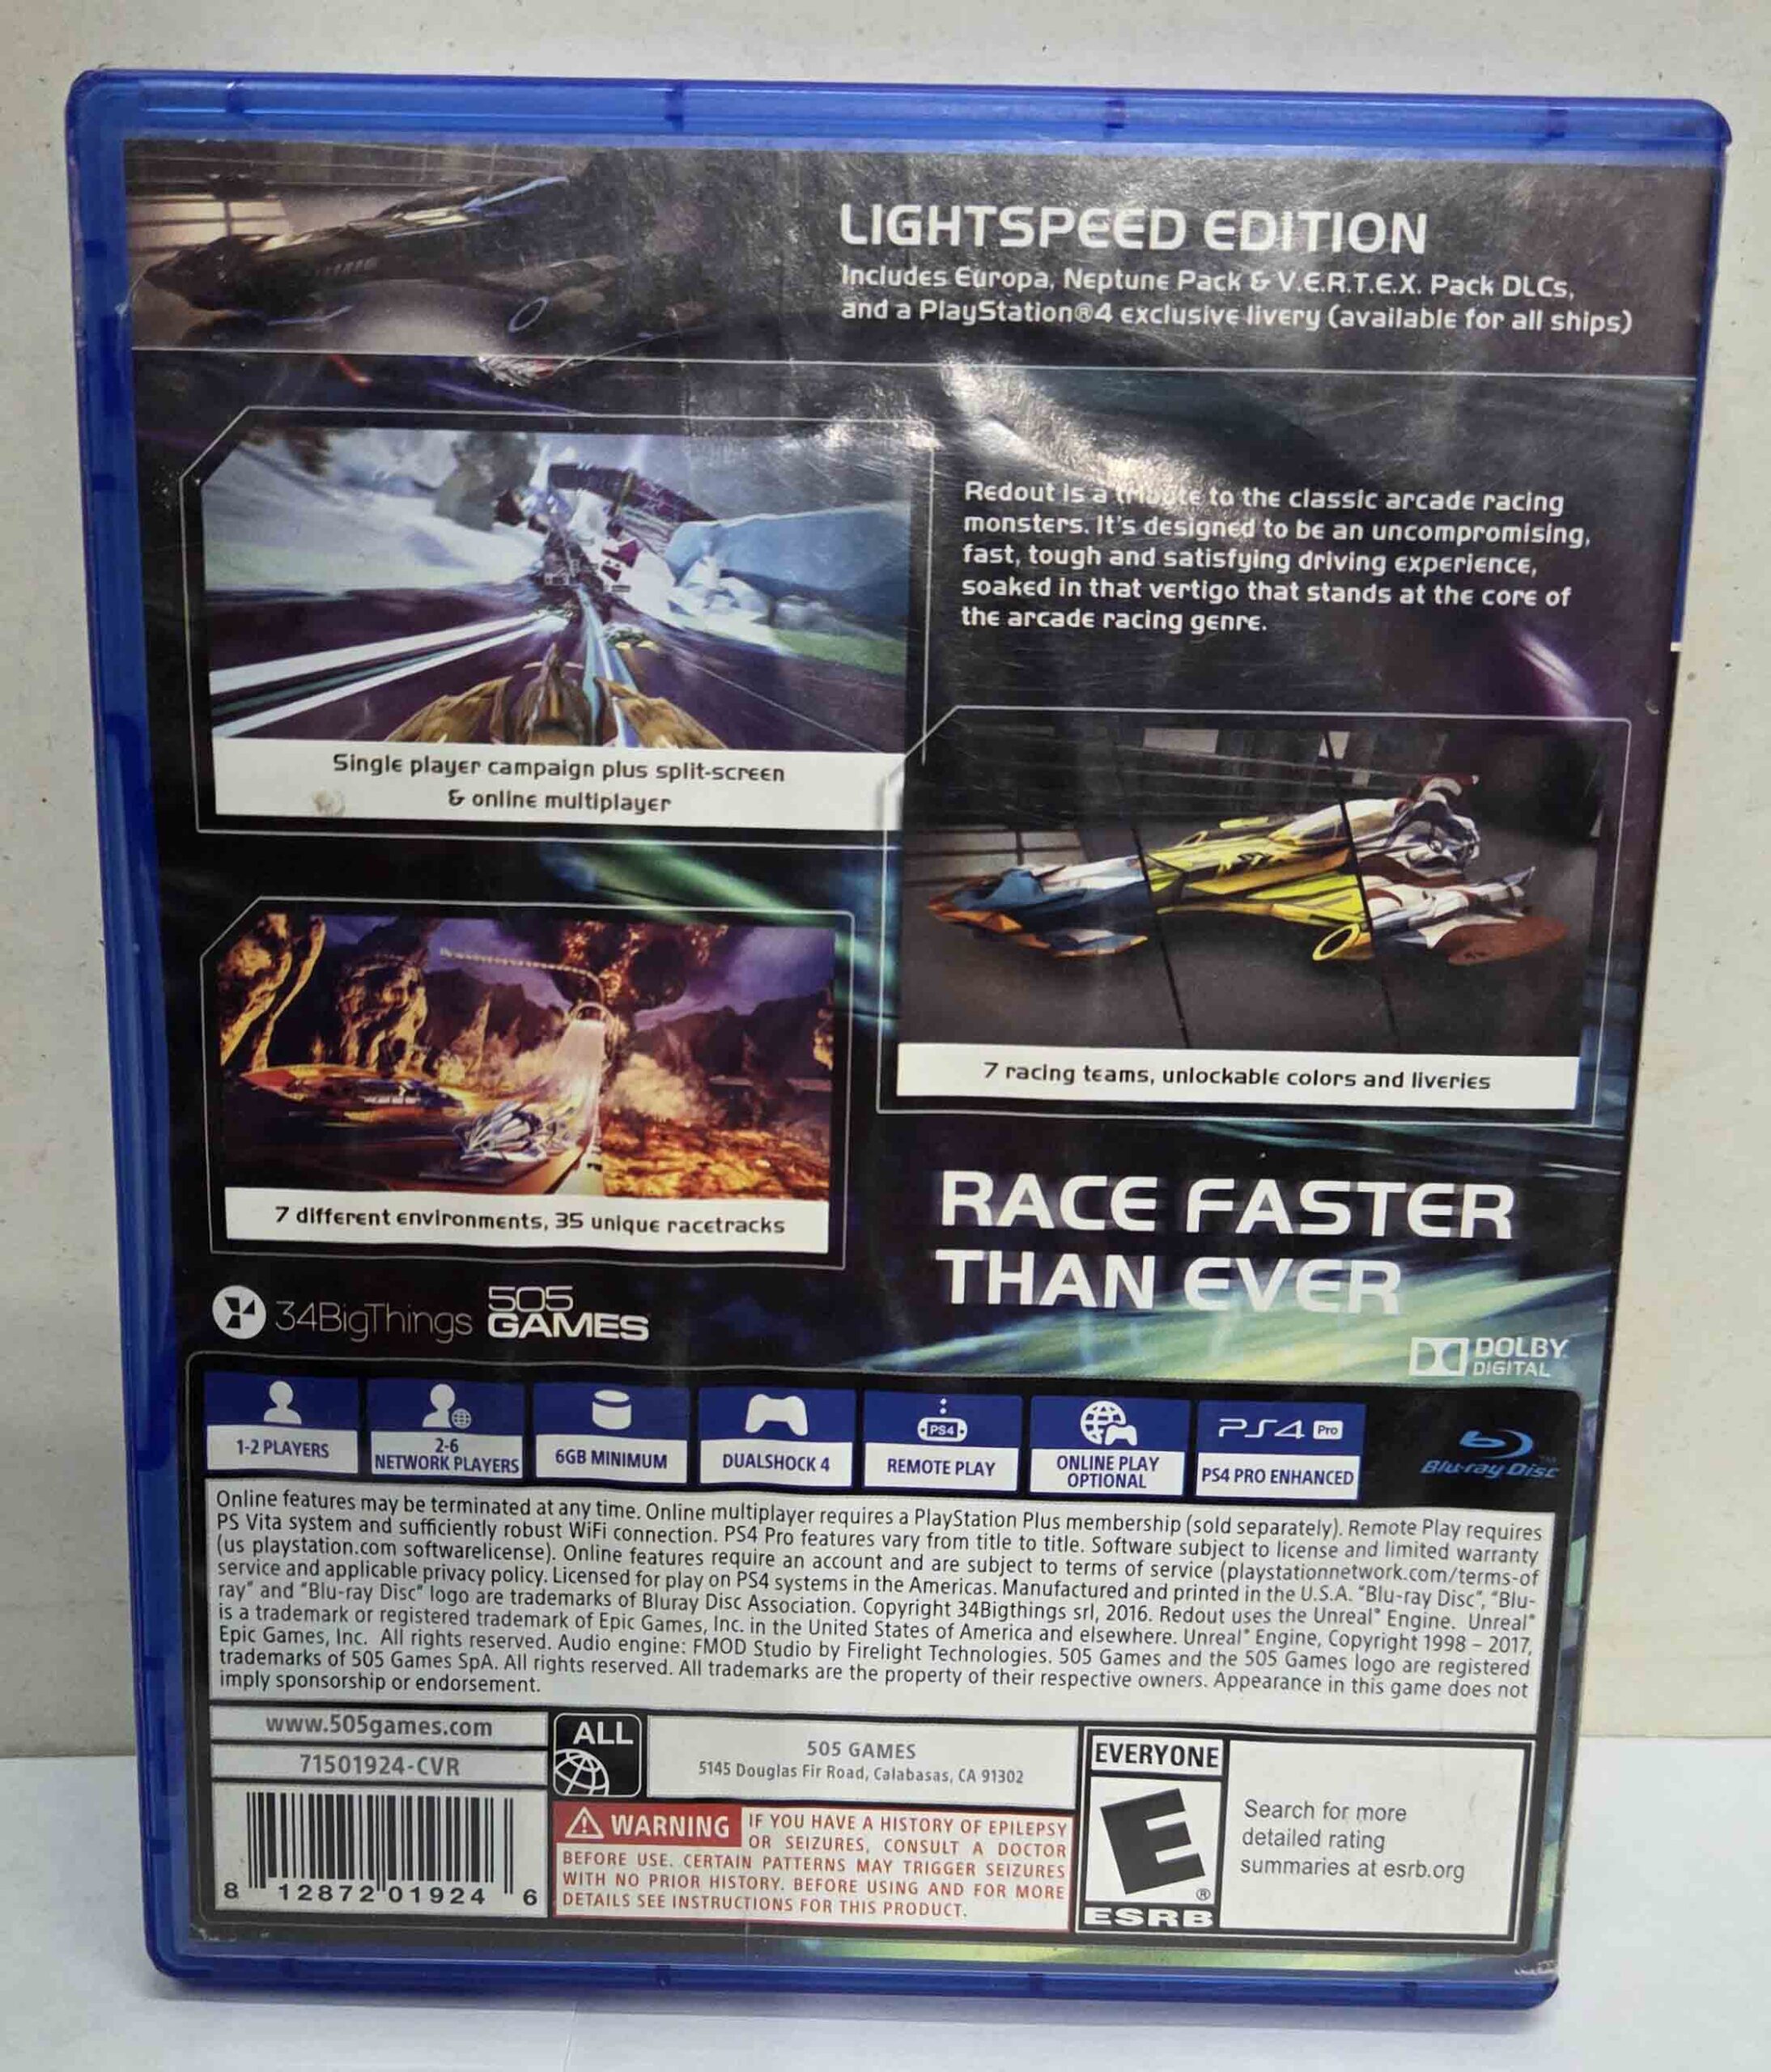 LIGHTSPEED EDITION
Includes Europa, Neptune Pack & V.E.R.T.E.X. Pack DLCs,
and a PlayStation®4 exclusive livery (available for all ships)
Redout is a tribute to the classic arcade racing
monsters. It's designed to be an uncompromising,
fast, tough and satisfying driving experience,
soaked in that vertigo that stands at the core of
the arcade racing genre.
Single player campaign plus split-screen
& online multiplayer
7 racing teams, unlockable colors and liveries
7 different environments, 35 unique racetracks
RACE FASTER
THAN EVER
34BigThings
505
GAMES
DOLBY
DIGITAL
1-2 PLAYERS
2-6
NETWORK PLAYERS
6GB MINIMUM
DUALSHOCK 4
PS4
REMOTE PLAY
ONLINE PLAY
OPTIONAL
PS4 Pro
PS4 PRO ENHANCED
Blu-ray Disc
Online features may be terminated at any time. Online multiplayer requires a PlayStation Plus membership (sold separately). Remote Play requires
PS Vita system and sufficiently robust WiFi connection. PS4 Pro features vary from title to title. Software subject to license and limited warranty
(us playstation.com softwarelicense). Online features require an account and are subject to terms of service (playstationnetwork.com/terms-of
service and applicable privacy policy. Licensed for play on PS4 systems in the Americas. Manufactured and printed in the U.S.A. "Blu-ray Disc", "Blu-
ray" and "Blu-ray Disc" logo are trademarks of Bluray Disc Association. Copyright 34Bigthings srl, 2016. Redout uses the Unreal® Engine. Unreal®
is a trademark or registered trademark of Epic Games, Inc. in the United States of America and elsewhere. Unreal® Engine, Copyright 1998 – 2017,
Epic Games, Inc. All rights reserved. Audio engine: FMOD Studio by Firelight Technologies. 505 Games and the 505 Games logo are registered
trademarks of 505 Games SpA. All rights reserved. All trademarks are the property of their respective owners. Appearance in this game does not
imply sponsorship or endorsement.
www.505games.com
71501924-CVR
8 12872 01924 6
ALL
505 GAMES
5145 Douglas Fir Road, Calabasas, CA 91302
WARNING IF YOU HAVE A HISTORY OF EPILEPSY
OR SEIZURES, CONSULT A DOCTOR
BEFORE USE. CERTAIN PATTERNS MAY TRIGGER SEIZURES
WITH NO PRIOR HISTORY. BEFORE USING AND FOR MORE
DETAILS SEE INSTRUCTIONS FOR THIS PRODUCT.
EVERYONE
E
®
ESRB
Search for more
detailed rating
summaries at esrb.org